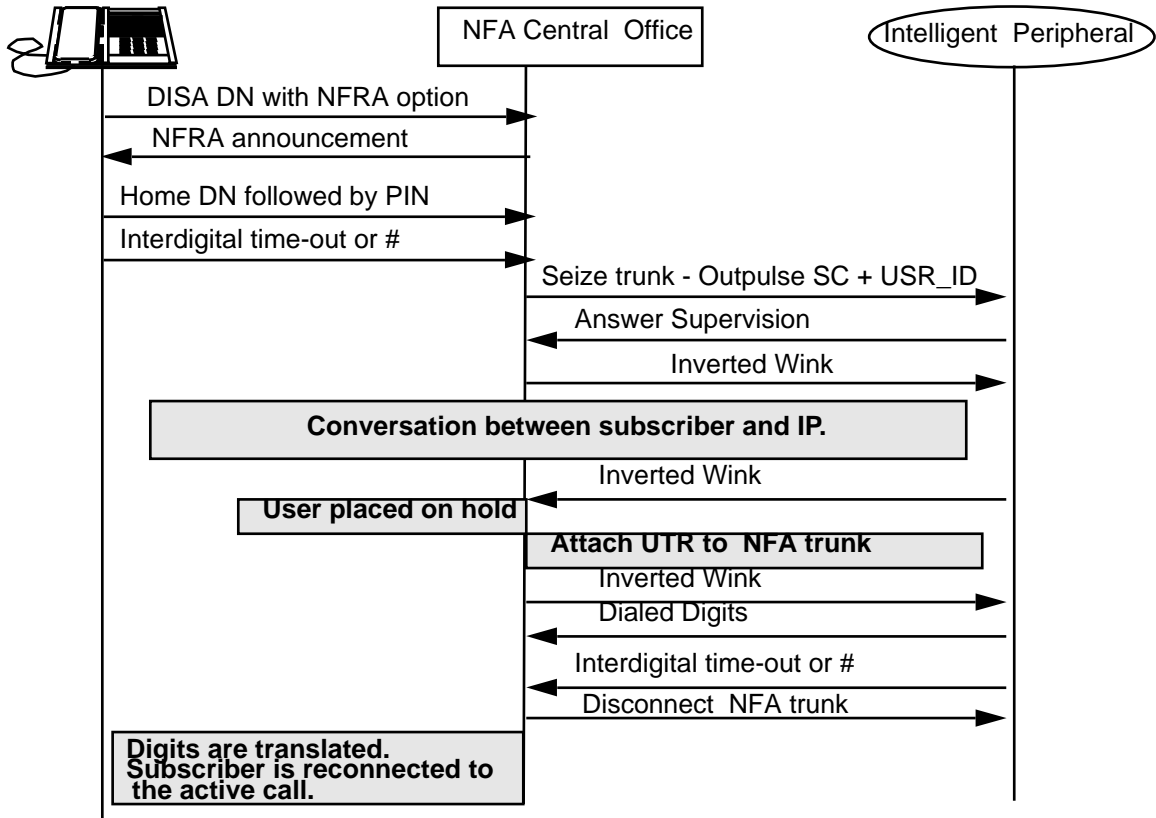 NFA Central Office
Intelligent Peripheral
DISA DN with NFRA option
NFRA announcement
Home DN followed by PIN
Interdigital time-out or #
Seize trunk - Outpulse SC + USR_ID
Answer Supervision
Inverted Wink
Conversation between subscriber and IP.
Inverted Wink
User placed on hold
Attach UTR to NFA trunk
Inverted Wink
Dialed Digits
Interdigital time-out or #
Disconnect NFA trunk
Digits are translated.
Subscriber is reconnected to
the active call.